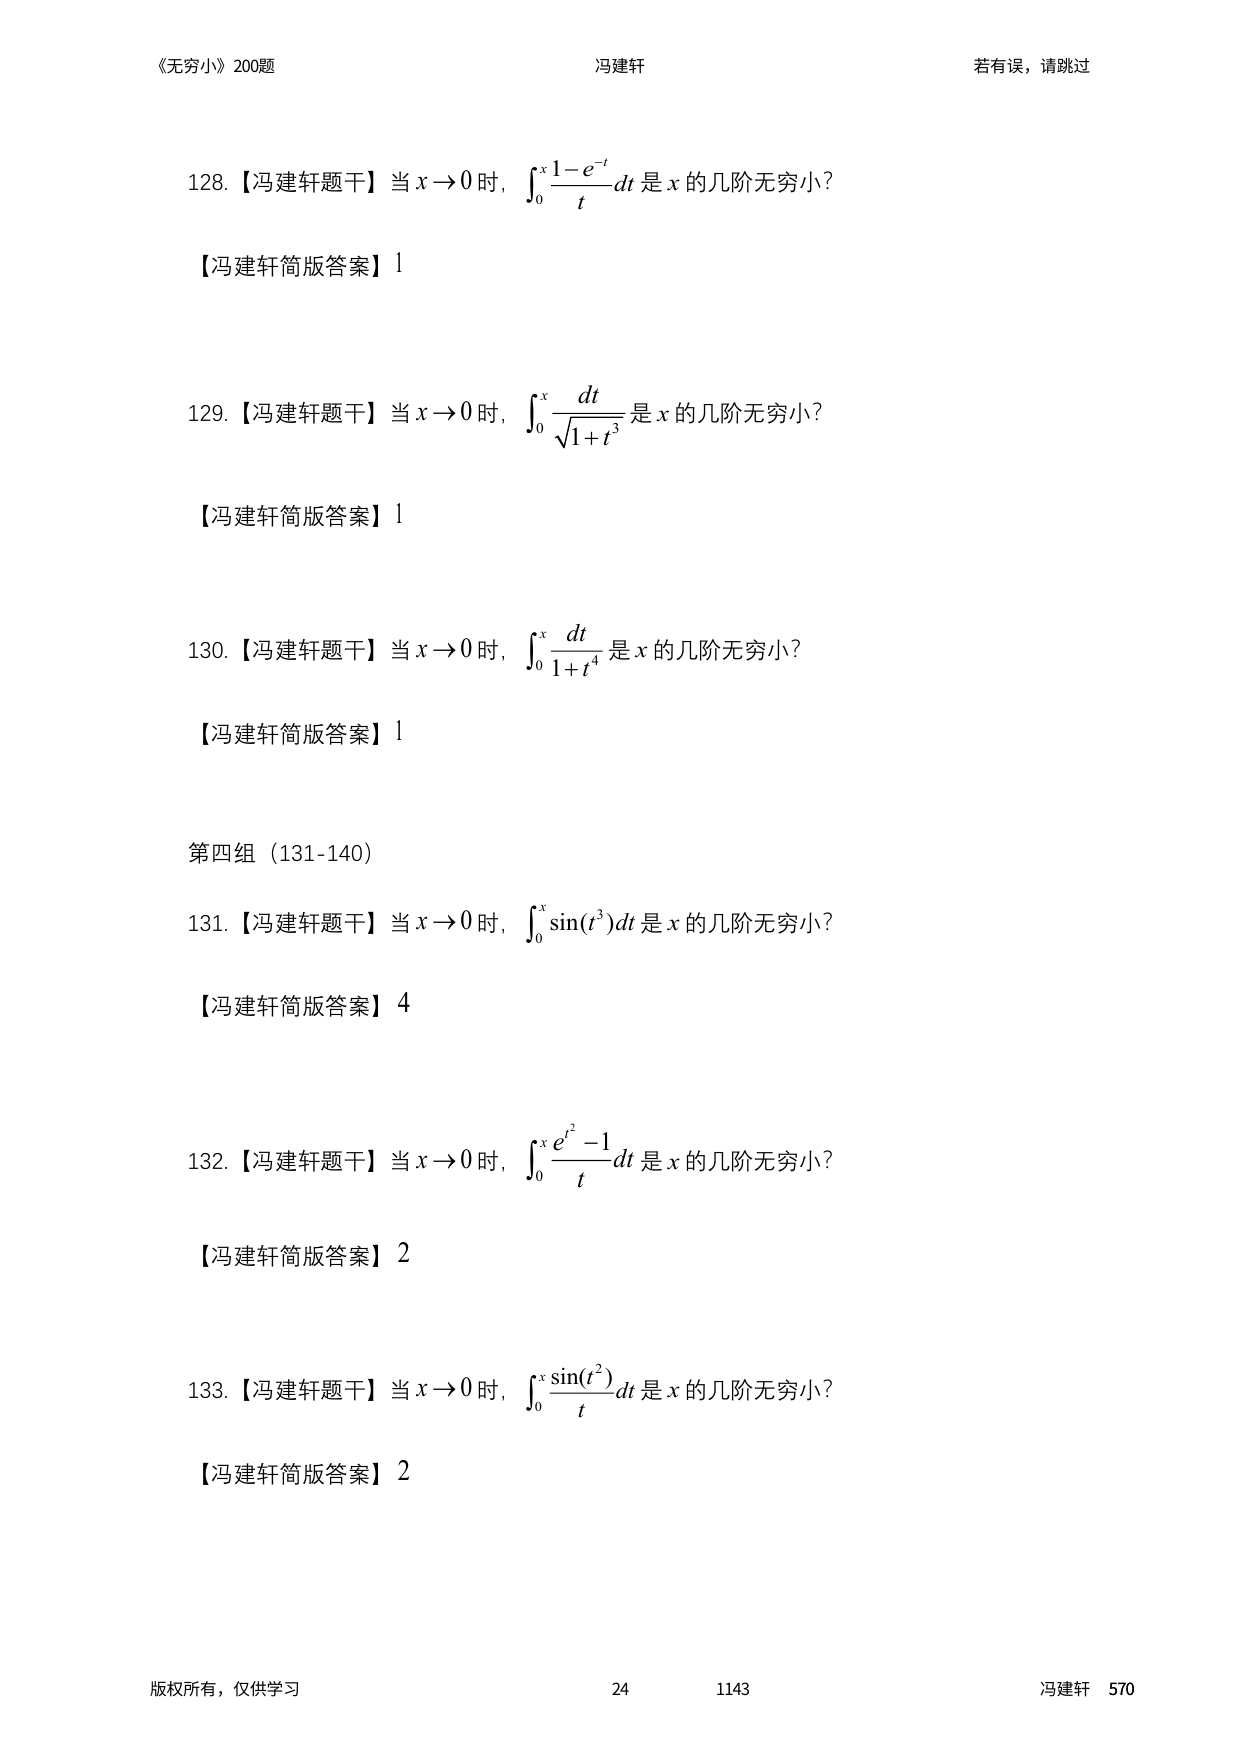 《无穷小》200题 冯建轩 若有误，请跳过
128.【冯建轩题干】当 x→0 时，∫₀ˣ (1−e⁻ᵗ)/t dt 是 x 的几阶无穷小？
【冯建轩简版答案】1
129.【冯建轩题干】当 x→0 时，∫₀ˣ dt/√(1+t³) 是 x 的几阶无穷小？
【冯建轩简版答案】1
130.【冯建轩题干】当 x→0 时，∫₀ˣ dt/(1+t⁴) 是 x 的几阶无穷小？
【冯建轩简版答案】1
第四组（131-140）
131.【冯建轩题干】当 x→0 时，∫₀ˣ sin(t³)dt 是 x 的几阶无穷小？
【冯建轩简版答案】4
132.【冯建轩题干】当 x→0 时，∫₀ˣ (e^{t²}−1)/t dt 是 x 的几阶无穷小？
【冯建轩简版答案】2
133.【冯建轩题干】当 x→0 时，∫₀ˣ sin(t²)/t dt 是 x 的几阶无穷小？
【冯建轩简版答案】2
版权所有，仅供学习 24 1143 冯建轩 570